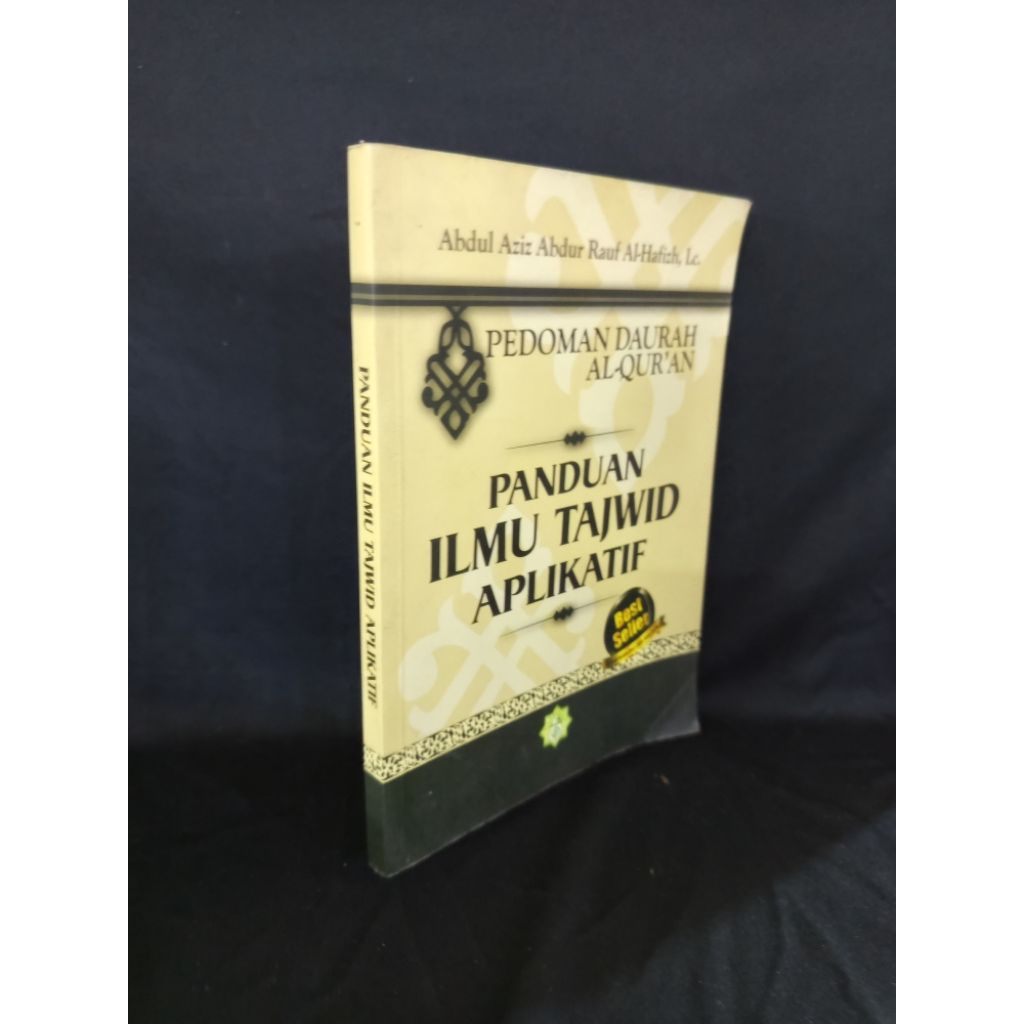 Abdul Aziz Abdur Rauf Al-Hafizh, Lc.
PEDOMAN DAURAH
AL-QUR'AN
PANDUAN
ILMU TAJWID
APLIKATIF
Best
Seller
PANDUAN ILMU TAJWID APLIKATIF